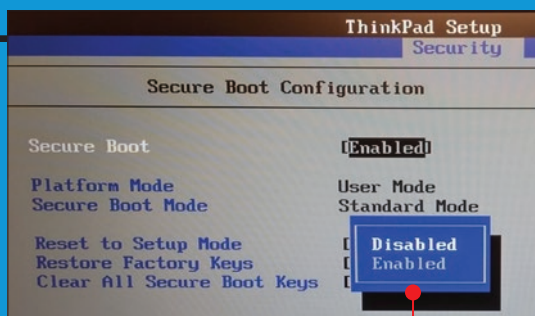 ThinkPad Setup
Security
Secure Boot Configuration
Secure Boot [Enabled]
Platform Mode User Mode
Secure Boot Mode Standard Mode
Reset to Setup Mode [
Restore Factory Keys [
Clear All Secure Boot Keys [
Disabled
Enabled